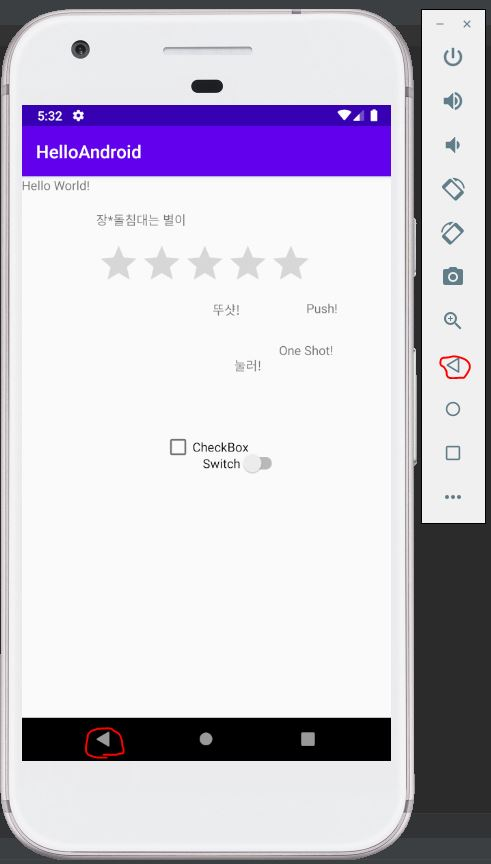 5:32
HelloAndroid
Hello World!
장*돌침대는 별이
뚜샷! Push!
One Shot!
눌러!
CheckBox
Switch